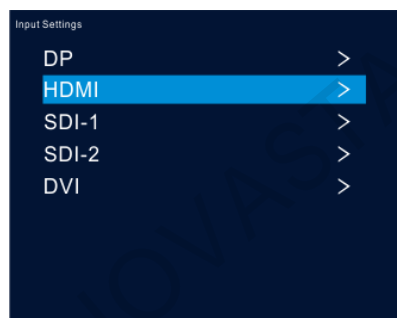 Input Settings
DP >
HDMI >
SDI-1 >
SDI-2 >
DVI >